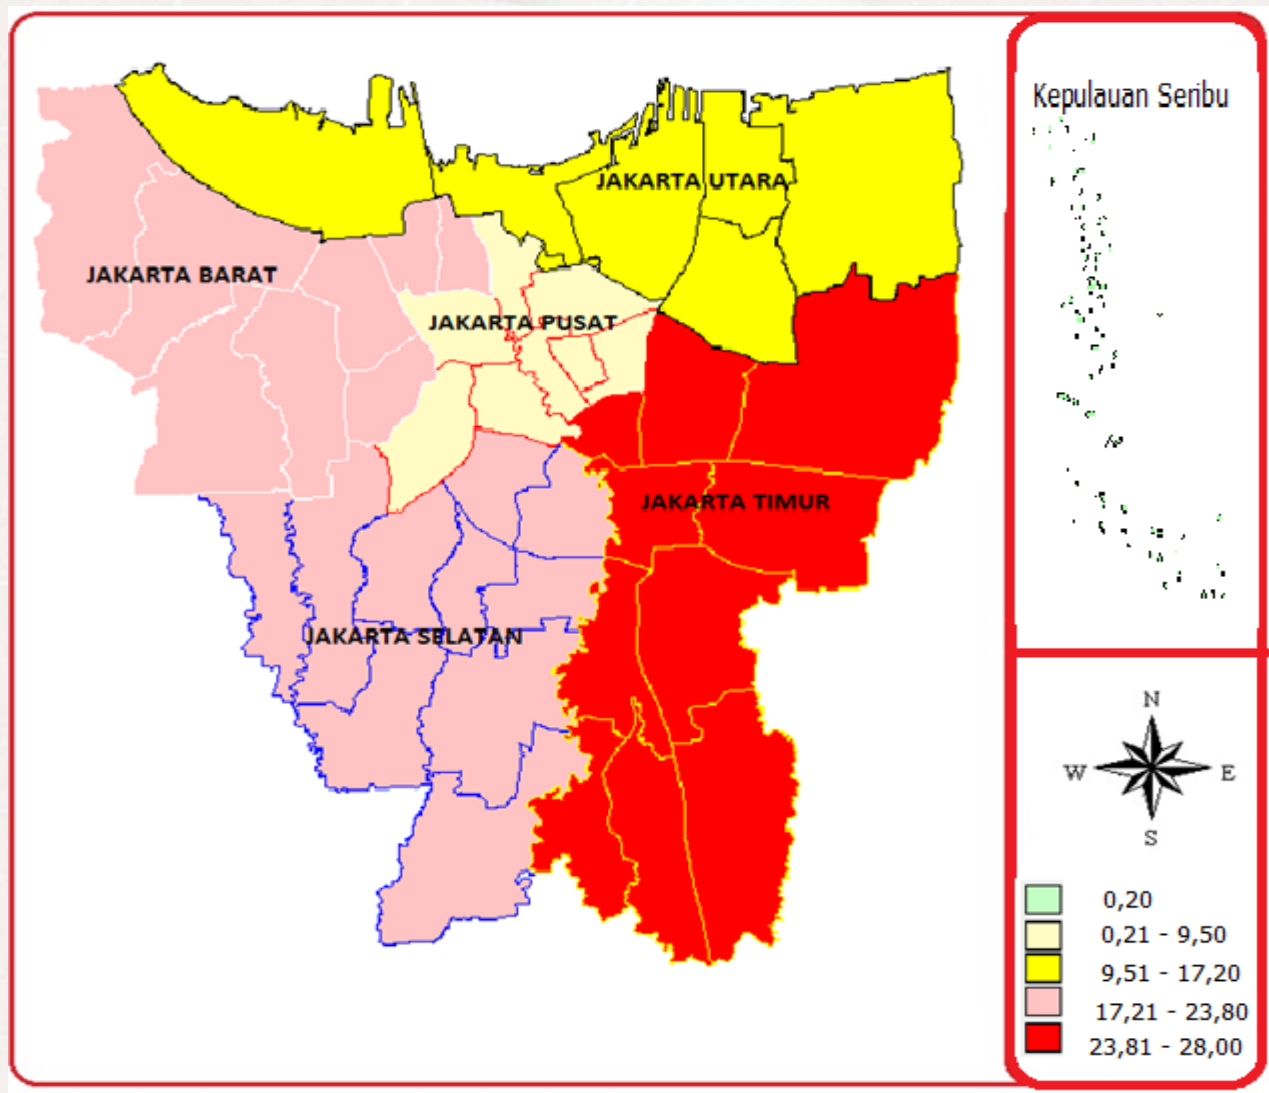 Kepulauan Seribu
JAKARTA UTARA
JAKARTA BARAT
JAKARTA PUSAT
JAKARTA TIMUR
JAKARTA SELATAN
N
W E
S
0,20
0,21 - 9,50
9,51 - 17,20
17,21 - 23,80
23,81 - 28,00